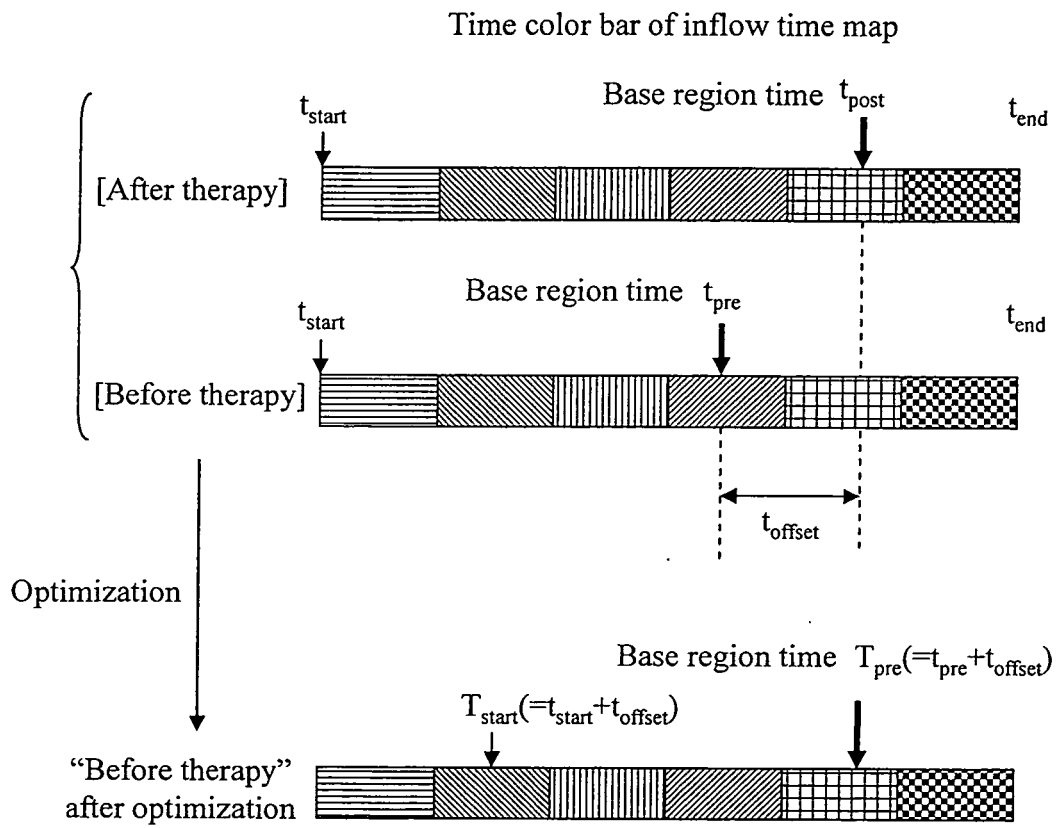 Time color bar of inflow time map
Base region time t_post
t_start
t_end
[After therapy]
Base region time t_pre
t_start
t_end
[Before therapy]
t_offset
Optimization
Base region time T_pre(=t_pre+t_offset)
T_start(=t_start+t_offset)
“Before therapy”
after optimization